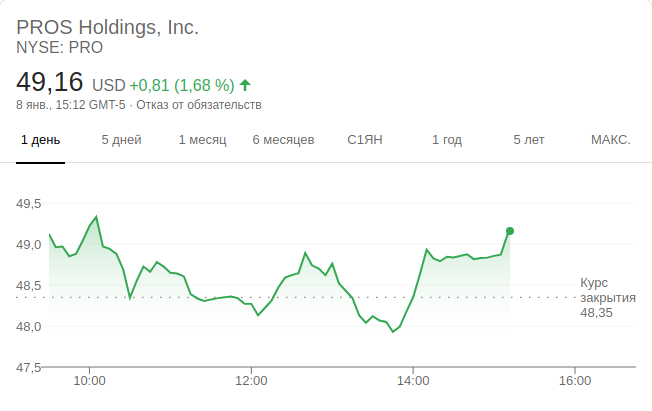 PROS Holdings, Inc.
NYSE: PRO
49,16 USD +0,81 (1,68 %)
8 янв., 15:12 GMT-5 · Отказ от обязательств
1 день 5 дней 1 месяц 6 месяцев С1ЯН 1 год 5 лет МАКС.
49,5
49,0
48,5
48,0
47,5
Курс
закрытия
48,35
10:00 12:00 14:00 16:00